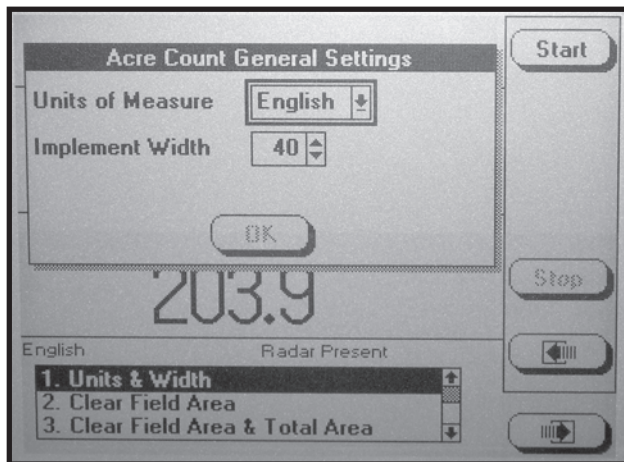 Acre Count General Settings
Units of Measure English
Implement Width 40
OK
203.9
English Radar Present
1. Units & Width
2. Clear Field Area
3. Clear Field Area & Total Area
Start
Stop